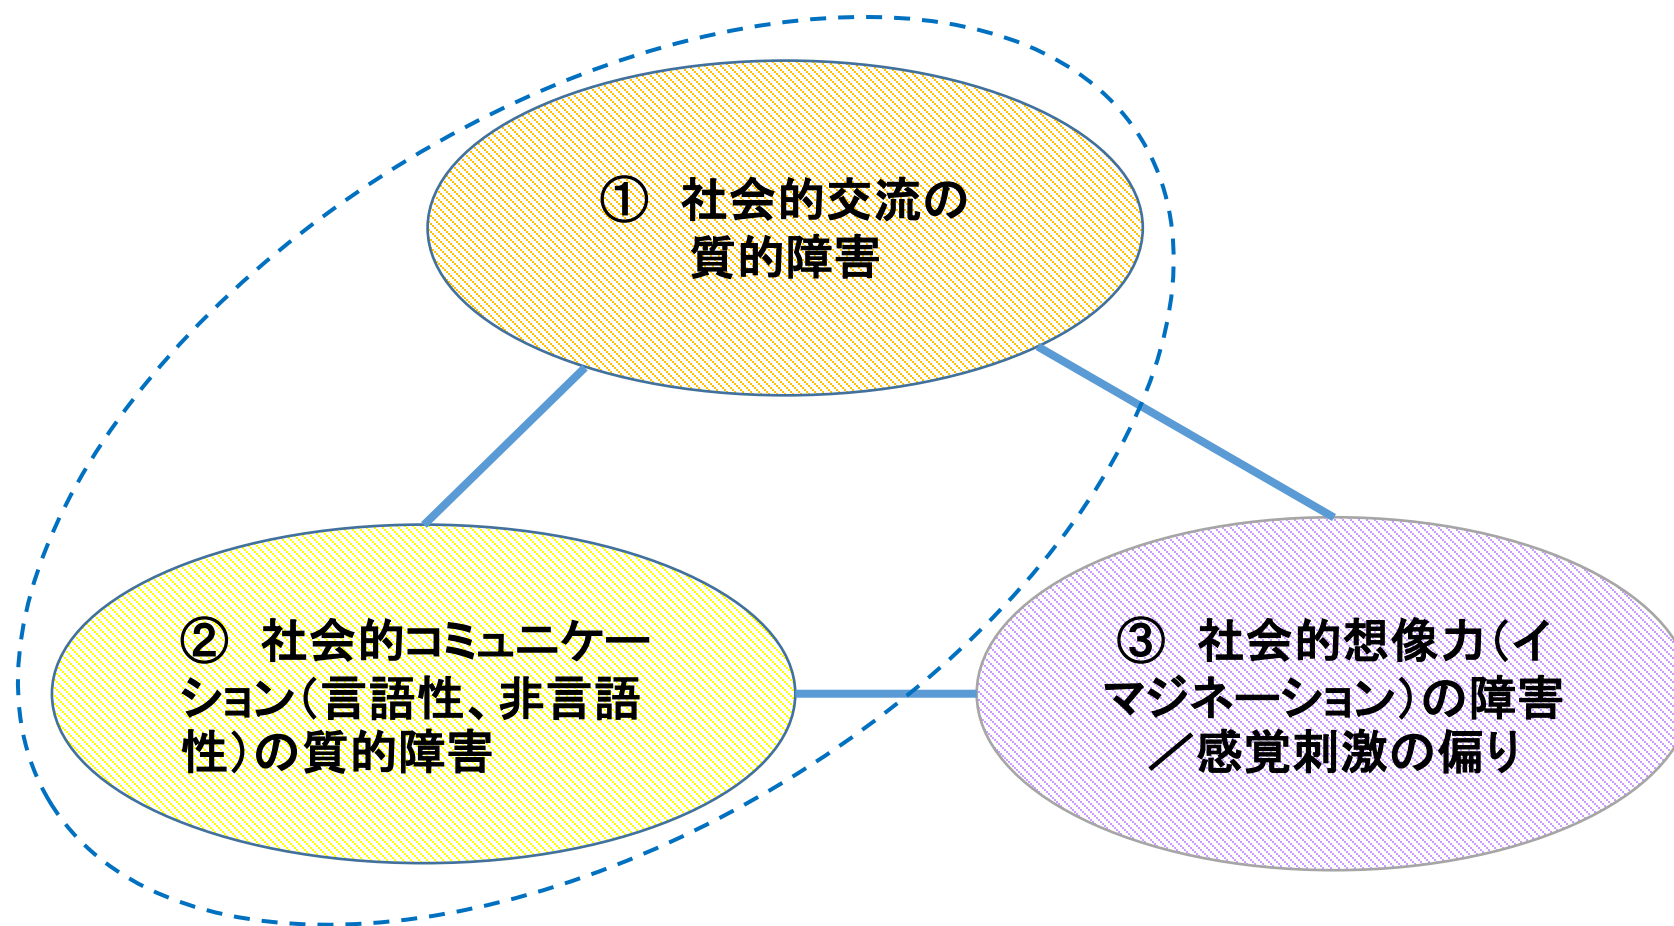 ① 社会的交流の
質的障害
② 社会的コミュニケー
ション(言語性、非言語
性)の質的障害
③ 社会的想像力(イ
マジネーション)の障害
/感覚刺激の偏り